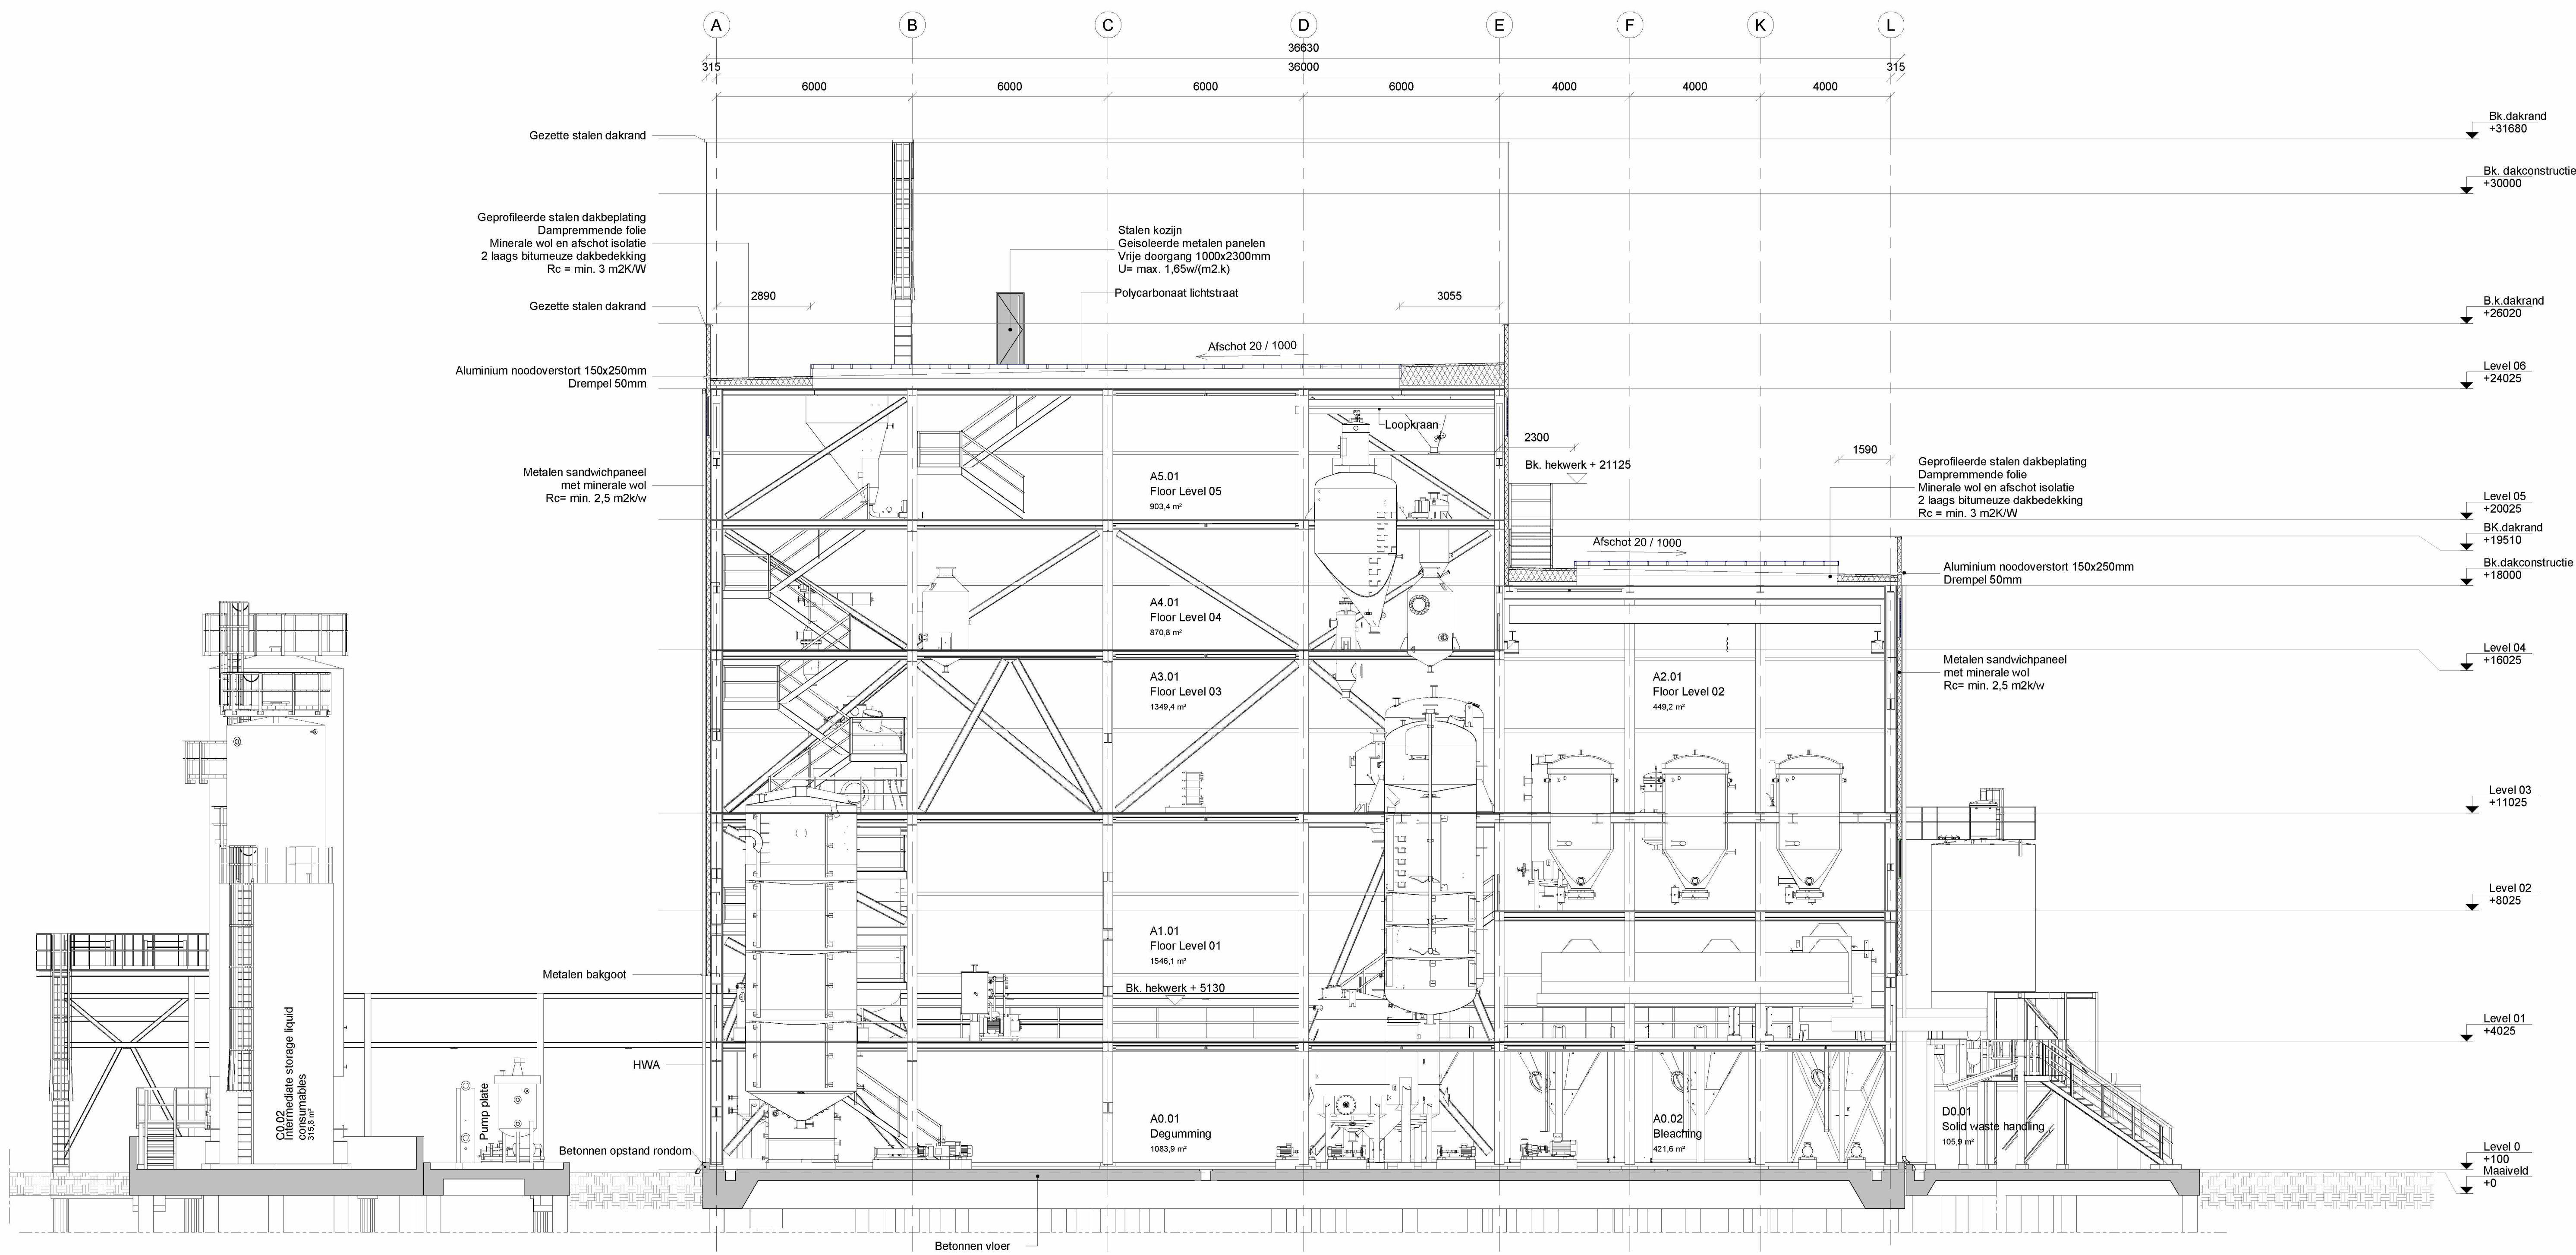 A B C D E F K L
36630
315 36000 315
6000 6000 6000 6000 4000 4000 4000
Gezette stalen dakrand
Geprofileerde stalen dakbeplating
Dampremmende folie
Minerale wol en afschot isolatie
2 laags bitumeuze dakbedekking
Rc = min. 3 m2K/W
Gezette stalen dakrand
Aluminium noodoverstort 150x250mm
Drempel 50mm
Metalen sandwichpaneel
met minerale wol
Rc= min. 2,5 m2k/w
Metalen bakgoot
HWA
Betonnen opstand rondom
Betonnen vloer
Stalen kozijn
Geisoleerde metalen panelen
Vrije doorgang 1000x2300mm
U= max. 1,65w/(m2.k)
Polycarbonaat lichtstraat
2890
3055
Afschot 20 / 1000
Loopkraan
2300
Bk. hekwerk + 21125
1590
Afschot 20 / 1000
Geprofileerde stalen dakbeplating
Dampremmende folie
Minerale wol en afschot isolatie
2 laags bitumeuze dakbedekking
Rc = min. 3 m2K/W
Aluminium noodoverstort 150x250mm
Drempel 50mm
Metalen sandwichpaneel
met minerale wol
Rc= min. 2,5 m2k/w
A5.01
Floor Level 05
903,4 m²
A4.01
Floor Level 04
870,8 m²
A3.01
Floor Level 03
1349,4 m²
A2.01
Floor Level 02
449,2 m²
A1.01
Floor Level 01
1546,1 m²
Bk. hekwerk + 5130
A0.01
Degumming
1083,9 m²
A0.02
Bleaching
421,6 m²
D0.01
Solid waste handling
105,9 m²
C0.02
Intermediate storage liquid
consumables
315,8 m²
Pump plate
Bk.dakrand
+31680
Bk. dakconstructie
+30000
B.k.dakrand
+26020
Level 06
+24025
Level 05
+20025
BK.dakrand
+19510
Bk.dakconstructie
+18000
Level 04
+16025
Level 03
+11025
Level 02
+8025
Level 01
+4025
Level 0
+100
Maaiveld
+0